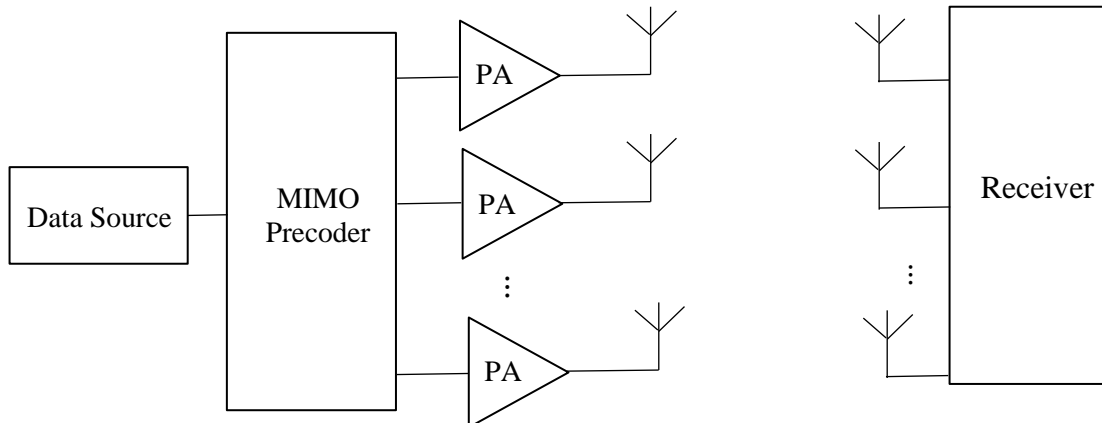 PA
Data Source
MIMO
Precoder
PA
...
PA
Receiver
...